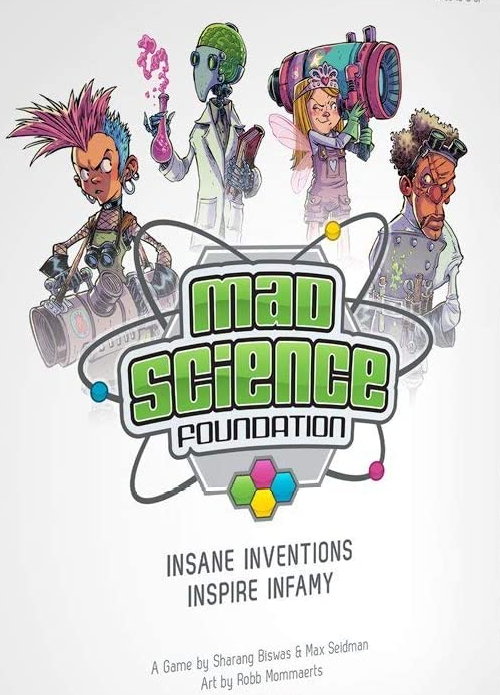 MAD
SCIENCE
FOUNDATION
INSANE INVENTIONS
INSPIRE INFAMY
A Game by Sharang Biswas & Max Seidman
Art by Robb Mommaerts